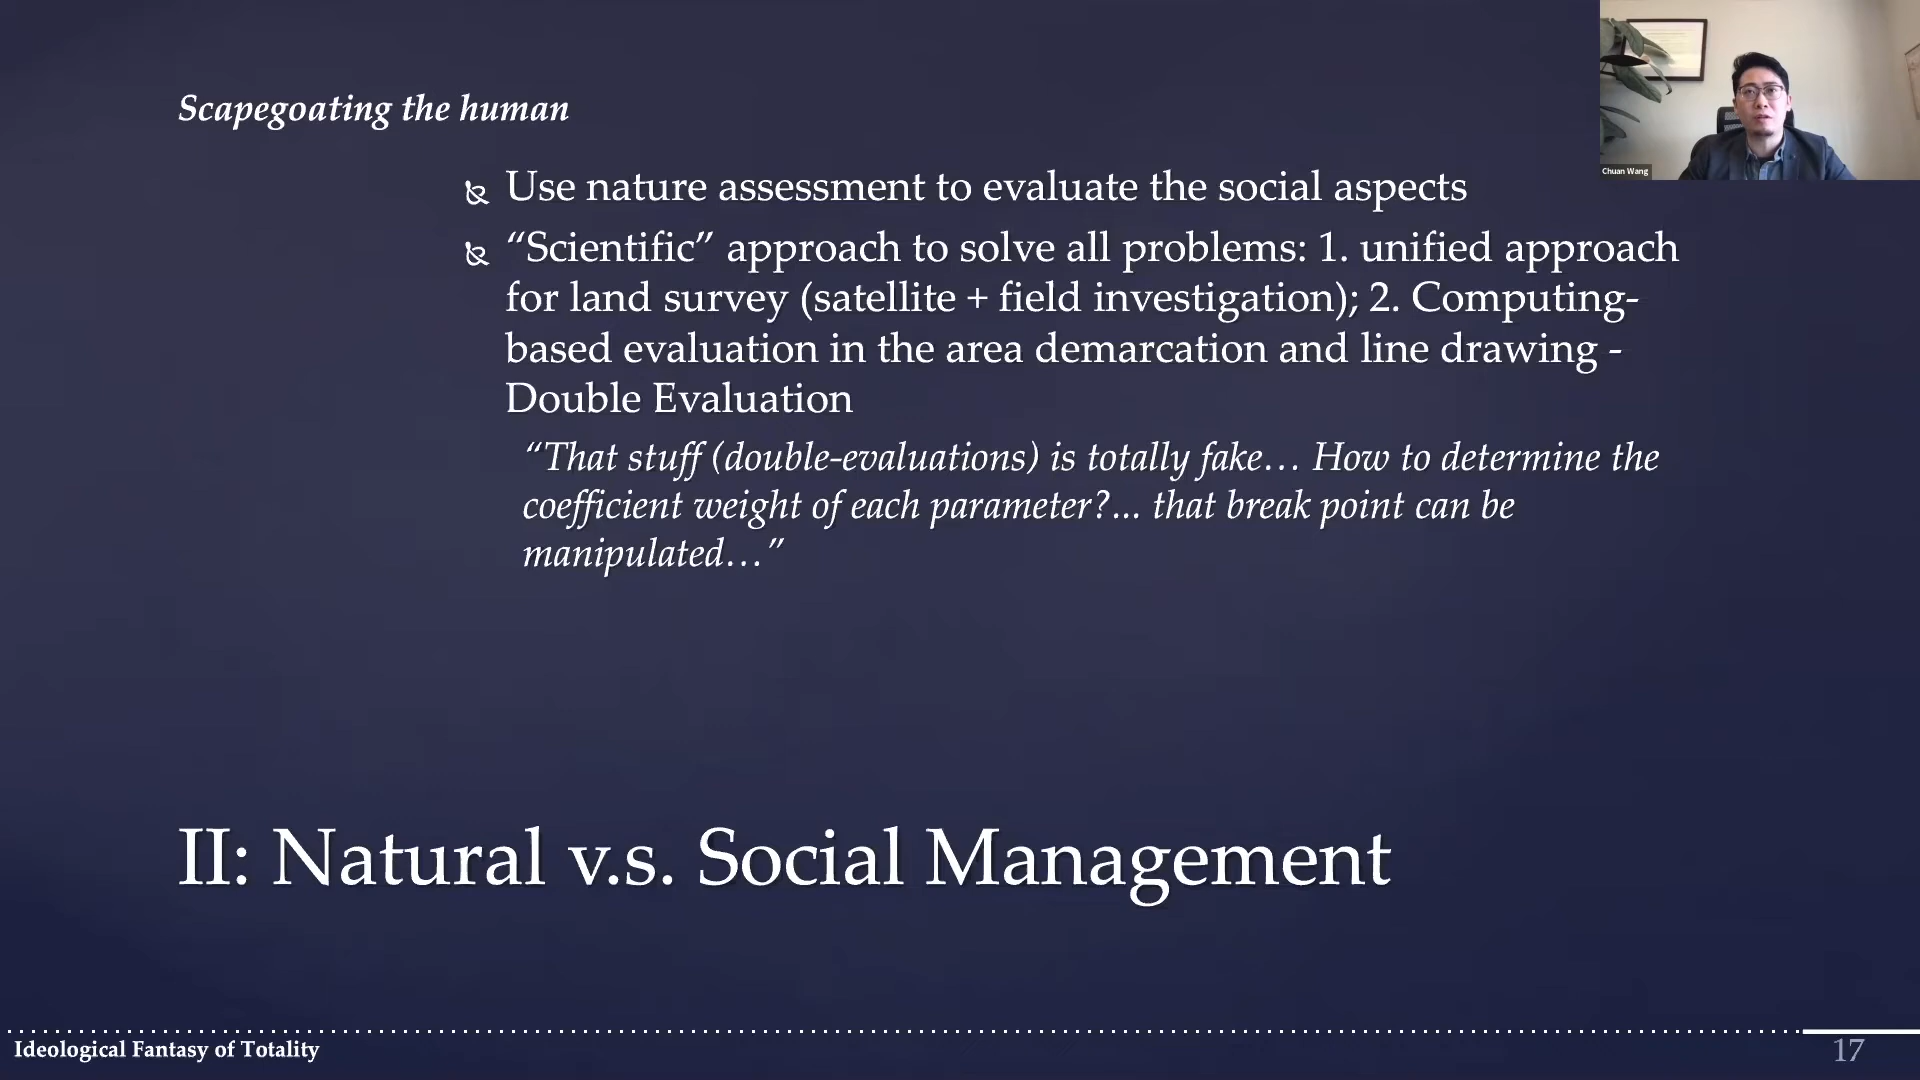 Scapegoating the human
Use nature assessment to evaluate the social aspects
“Scientific” approach to solve all problems: 1. unified approach
for land survey (satellite + field investigation); 2. Computing-
based evaluation in the area demarcation and line drawing -
Double Evaluation
“That stuff (double-evaluations) is totally fake… How to determine the
coefficient weight of each parameter?... that break point can be
manipulated…”
II: Natural v.s. Social Management
Ideological Fantasy of Totality
17
Chuan Wang